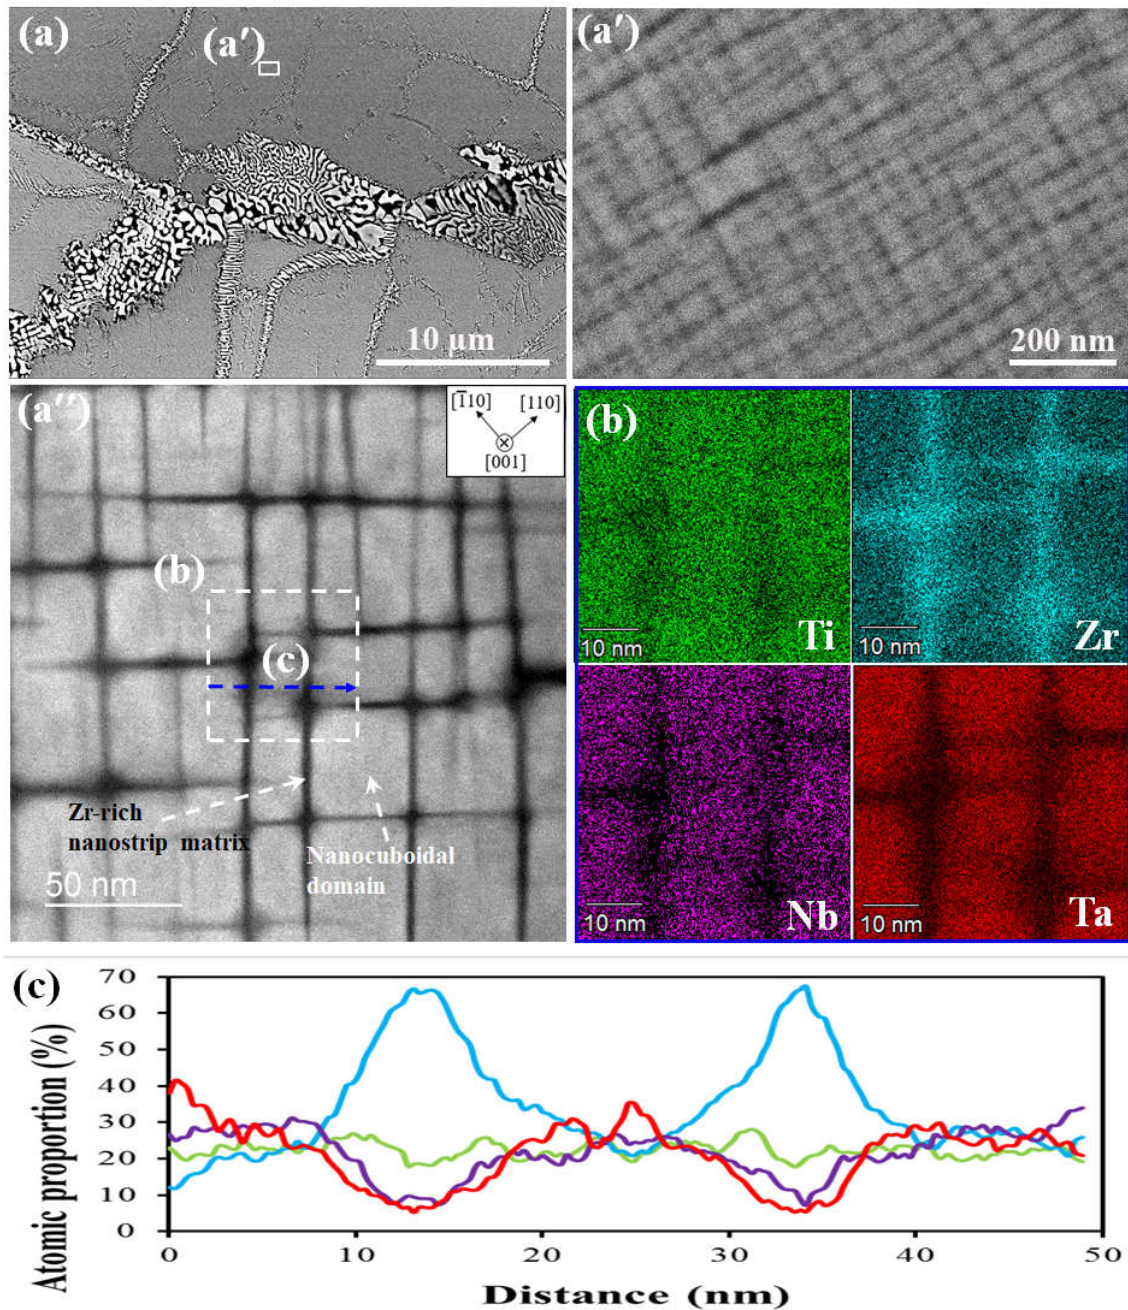 (a)
(a′)
10 µm
(a′)
200 nm
(a′′)
[1̄10]
[110]
[001]
(b)
(c)
Zr-rich
nanostrip matrix
Nanocuboidal
domain
50 nm
(b)
10 nm
Ti
10 nm
Zr
10 nm
Nb
10 nm
Ta
(c)
Atomic proportion (%)
70
60
50
40
30
20
10
0
0 10 20 30 40 50
Distance (nm)